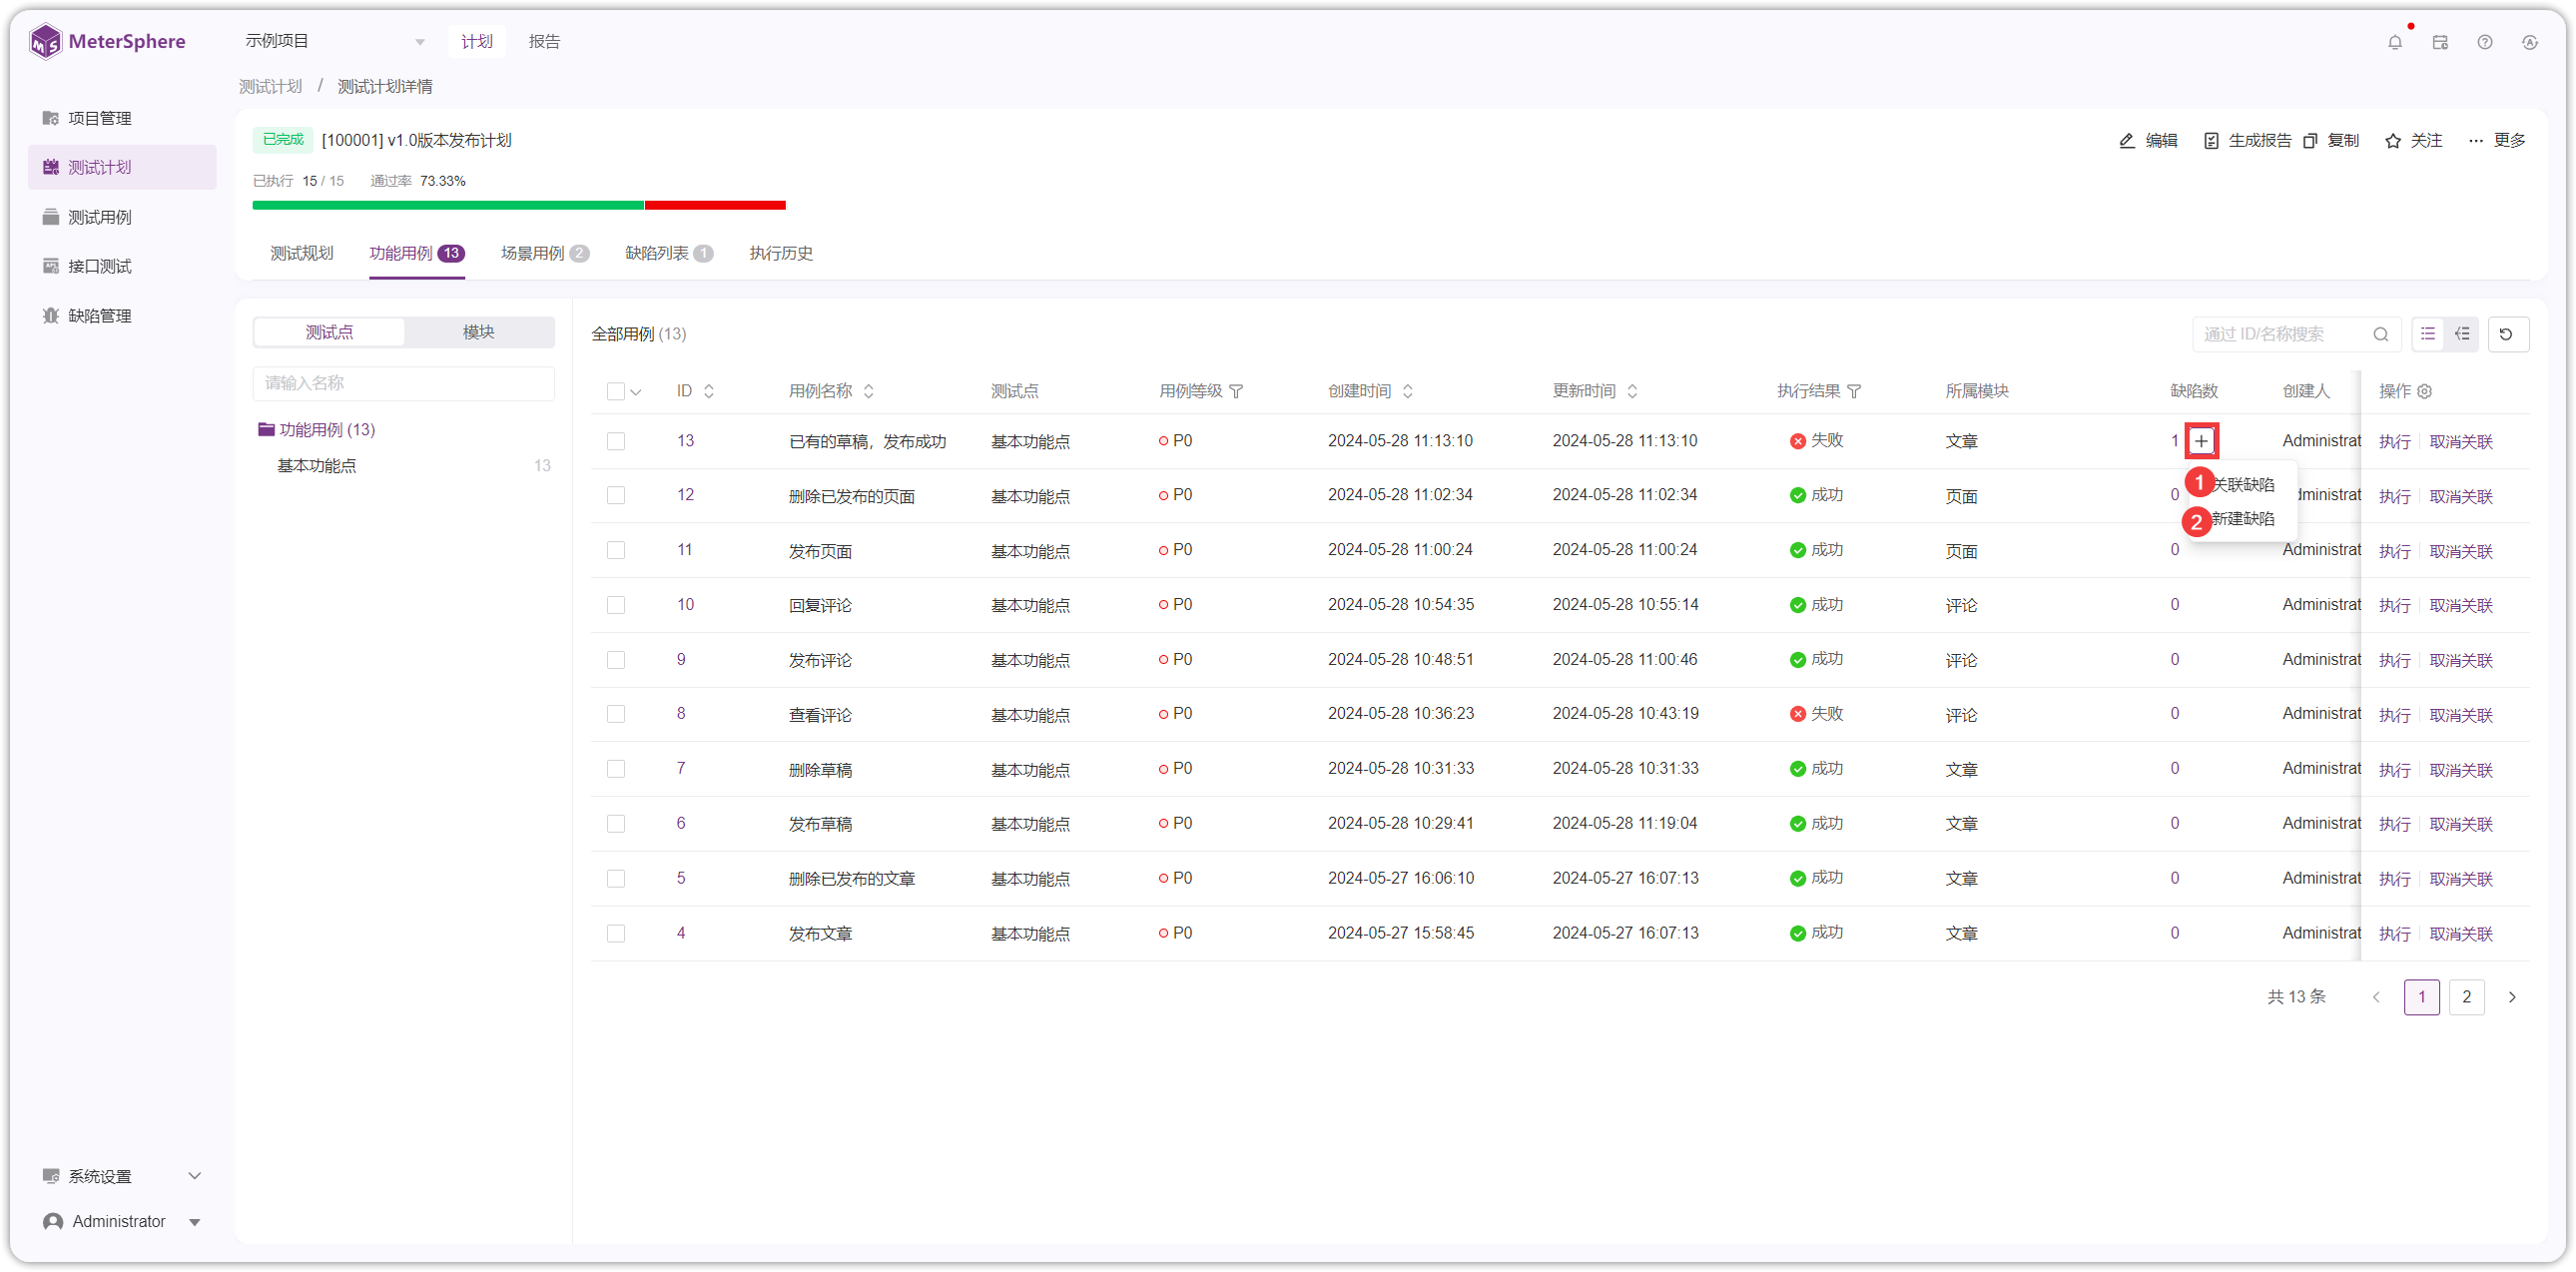 MeterSphere 示例项目 计划 报告
测试计划 / 测试计划详情
项目管理
测试计划
测试用例
接口测试
缺陷管理
已完成 [100001] v1.0版本发布计划 编辑 生成报告 复制 关注 更多
已执行 15 / 15 通过率 73.33%
测试规划 功能用例 13 场景用例 2 缺陷列表 1 执行历史
测试点 模块
请输入名称
功能用例 (13)
基本功能点 13
全部用例 (13) 通过 ID/名称搜索
ID 用例名称 测试点 用例等级 创建时间 更新时间 执行结果 所属模块 缺陷数 创建人 操作
13 已有的草稿，发布成功 基本功能点 P0 2024-05-28 11:13:10 2024-05-28 11:13:10 失败 文章 1 Administrat 执行 取消关联
1 关联缺陷
2 新建缺陷
12 删除已发布的页面 基本功能点 P0 2024-05-28 11:02:34 2024-05-28 11:02:34 成功 页面 0 dministrat 执行 取消关联
11 发布页面 基本功能点 P0 2024-05-28 11:00:24 2024-05-28 11:00:24 成功 页面 0 Administrat 执行 取消关联
10 回复评论 基本功能点 P0 2024-05-28 10:54:35 2024-05-28 10:55:14 成功 评论 0 Administrat 执行 取消关联
9 发布评论 基本功能点 P0 2024-05-28 10:48:51 2024-05-28 11:00:46 成功 评论 0 Administrat 执行 取消关联
8 查看评论 基本功能点 P0 2024-05-28 10:36:23 2024-05-28 10:43:19 失败 评论 0 Administrat 执行 取消关联
7 删除草稿 基本功能点 P0 2024-05-28 10:31:33 2024-05-28 10:31:33 成功 文章 0 Administrat 执行 取消关联
6 发布草稿 基本功能点 P0 2024-05-28 10:29:41 2024-05-28 11:19:04 成功 文章 0 Administrat 执行 取消关联
5 删除已发布的文章 基本功能点 P0 2024-05-27 16:06:10 2024-05-27 16:07:13 成功 文章 0 Administrat 执行 取消关联
4 发布文章 基本功能点 P0 2024-05-27 15:58:45 2024-05-27 16:07:13 成功 文章 0 Administrat 执行 取消关联
共 13 条 1 2
系统设置
Administrator